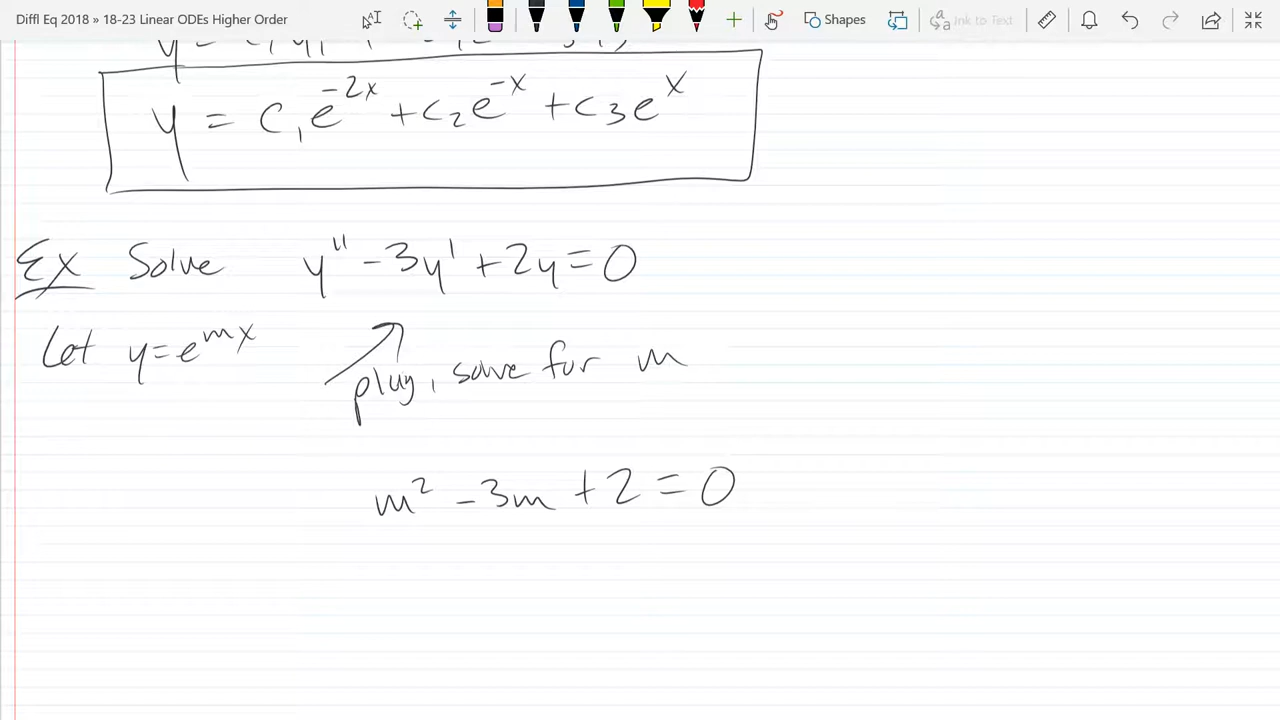 Diffl Eq 2018 » 18-23 Linear ODEs Higher Order
Shapes
Ink to Text
y = c₁e^{-2x} + c₂e^{-x} + c₃e^{x}
Ex Solve y'' - 3y' + 2y = 0
Let y = e^{mx}
plug, solve for m
m² - 3m + 2 = 0